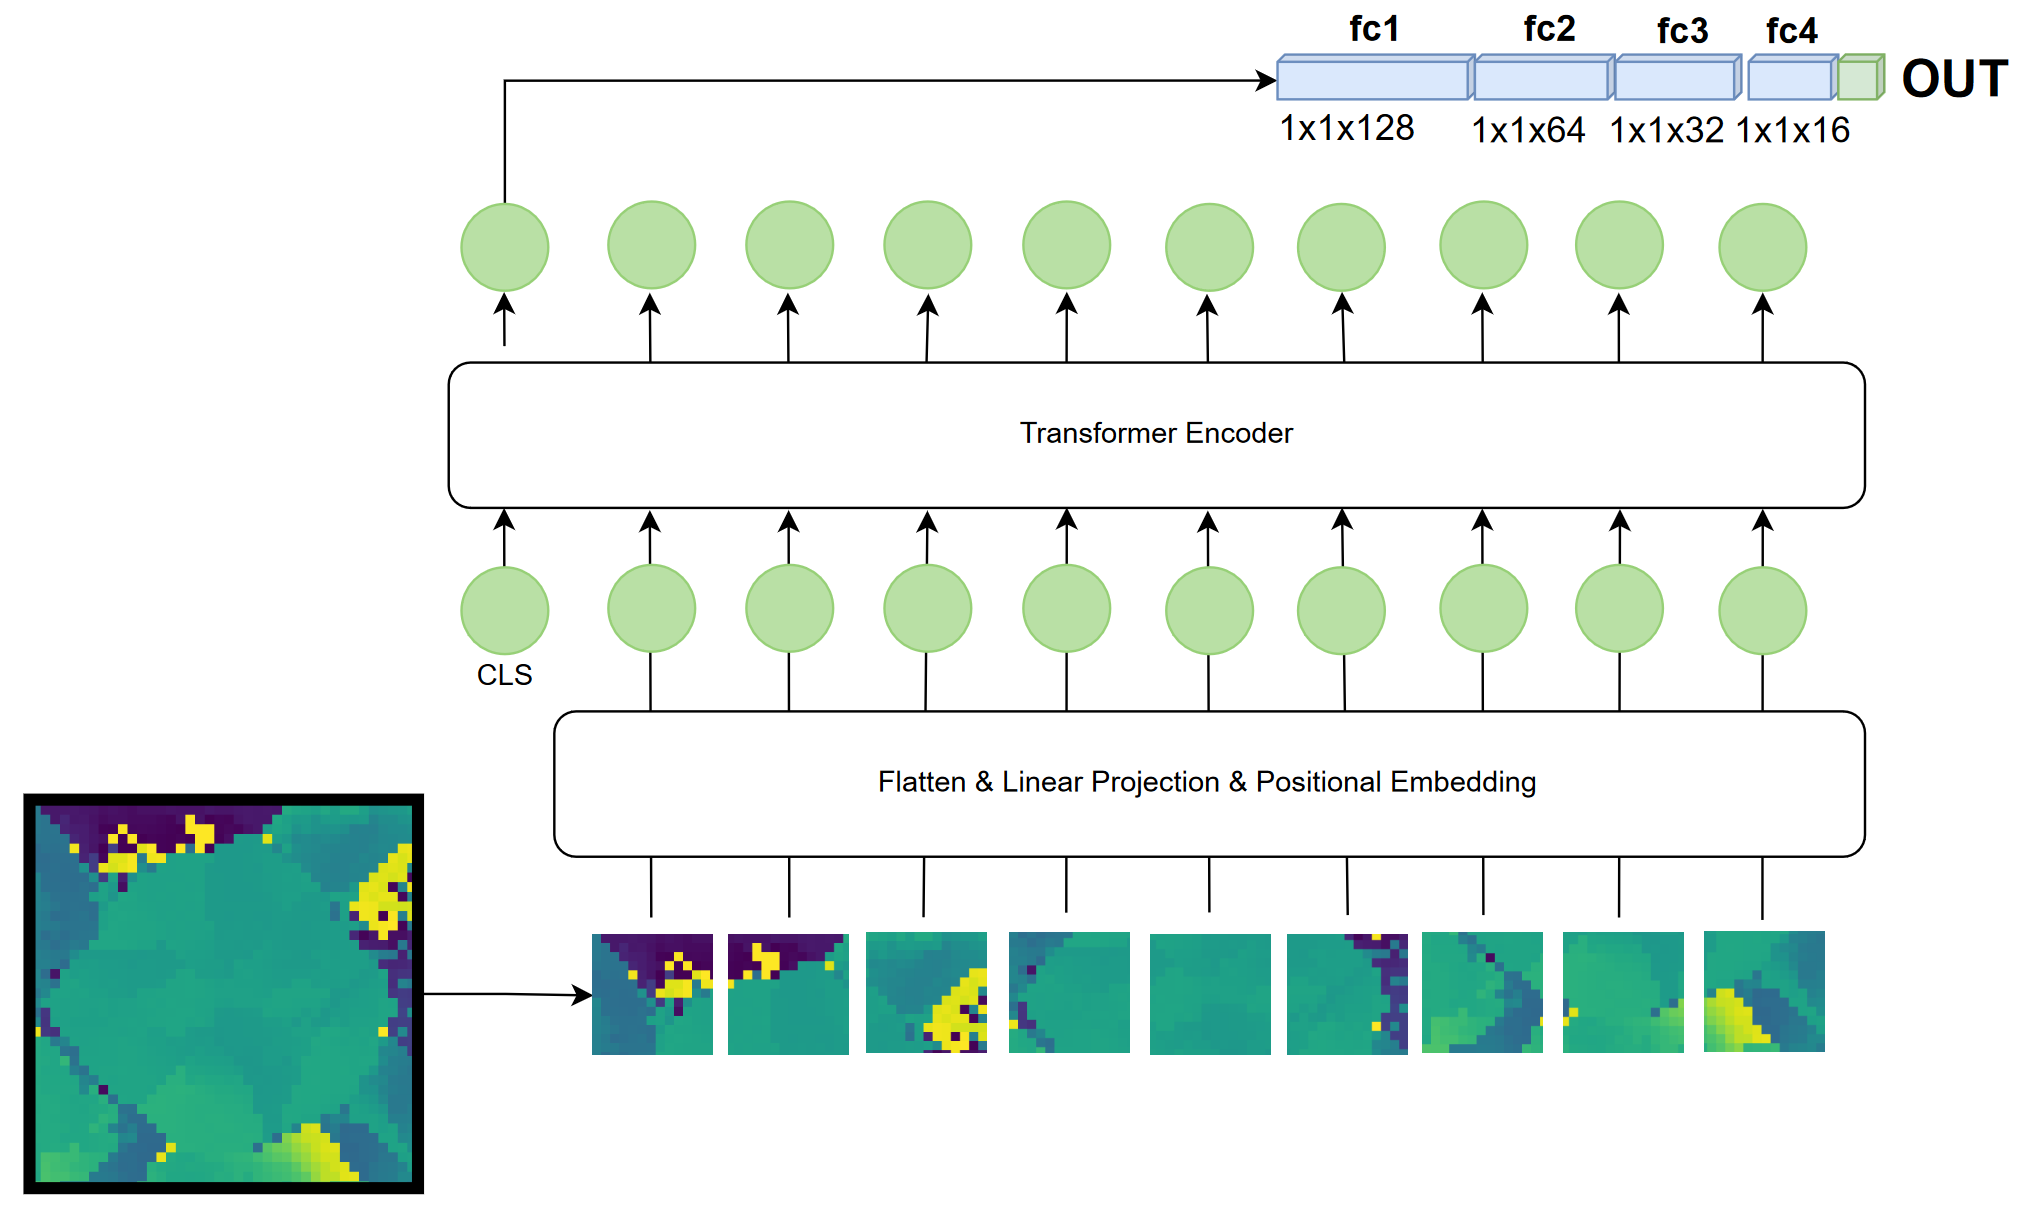 fc1 fc2 fc3 fc4
OUT
1x1x128 1x1x64 1x1x32 1x1x16
Transformer Encoder
CLS
Flatten & Linear Projection & Positional Embedding